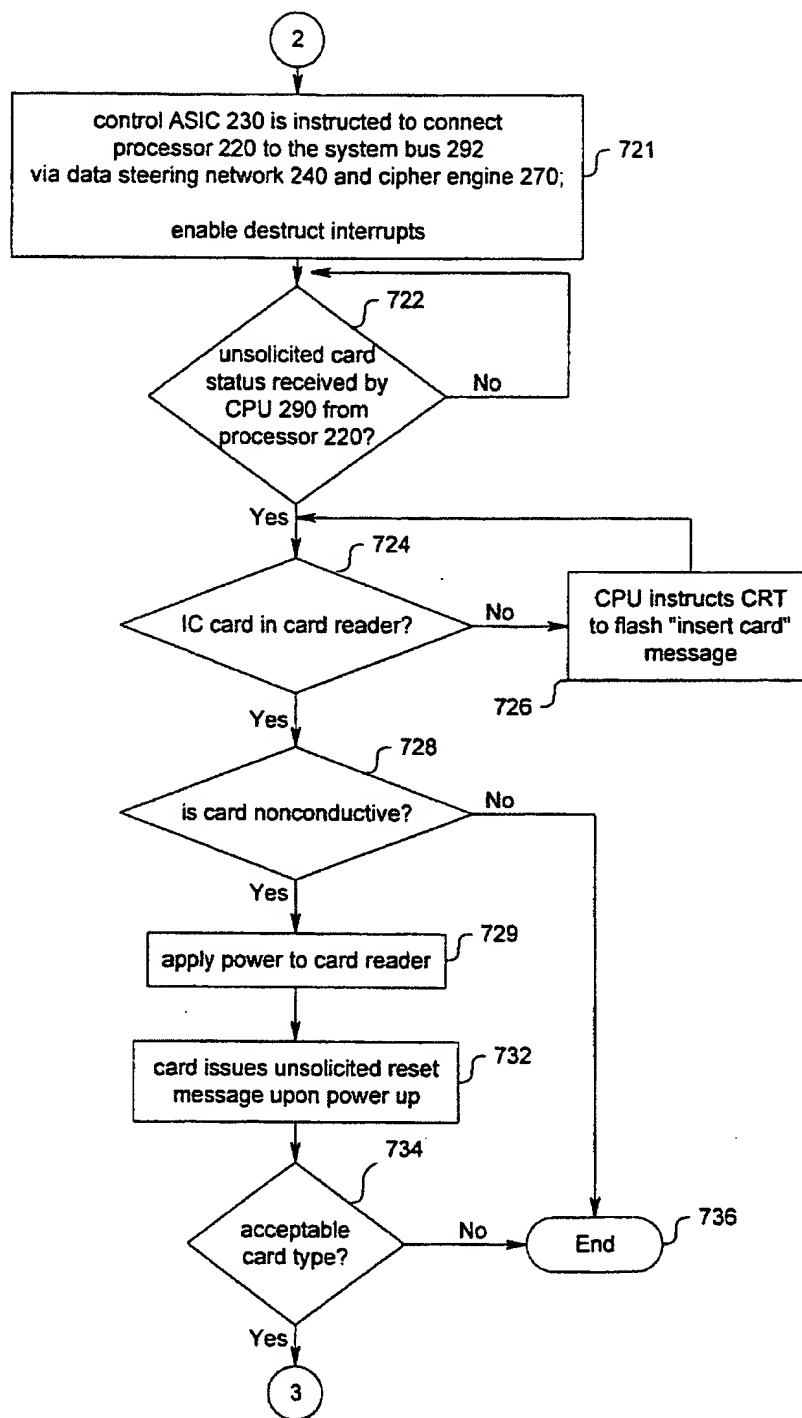 2
control ASIC 230 is instructed to connect
processor 220 to the system bus 292
via data steering network 240 and cipher engine 270;
enable destruct interrupts
721
722
unsolicited card
status received by
CPU 290 from
processor 220?
No
Yes
724
IC card in card reader?
No
CPU instructs CRT
to flash "insert card"
message
726
Yes
728
is card nonconductive?
No
Yes
729
apply power to card reader
732
card issues unsolicited reset
message upon power up
734
acceptable
card type?
No
End
736
Yes
3